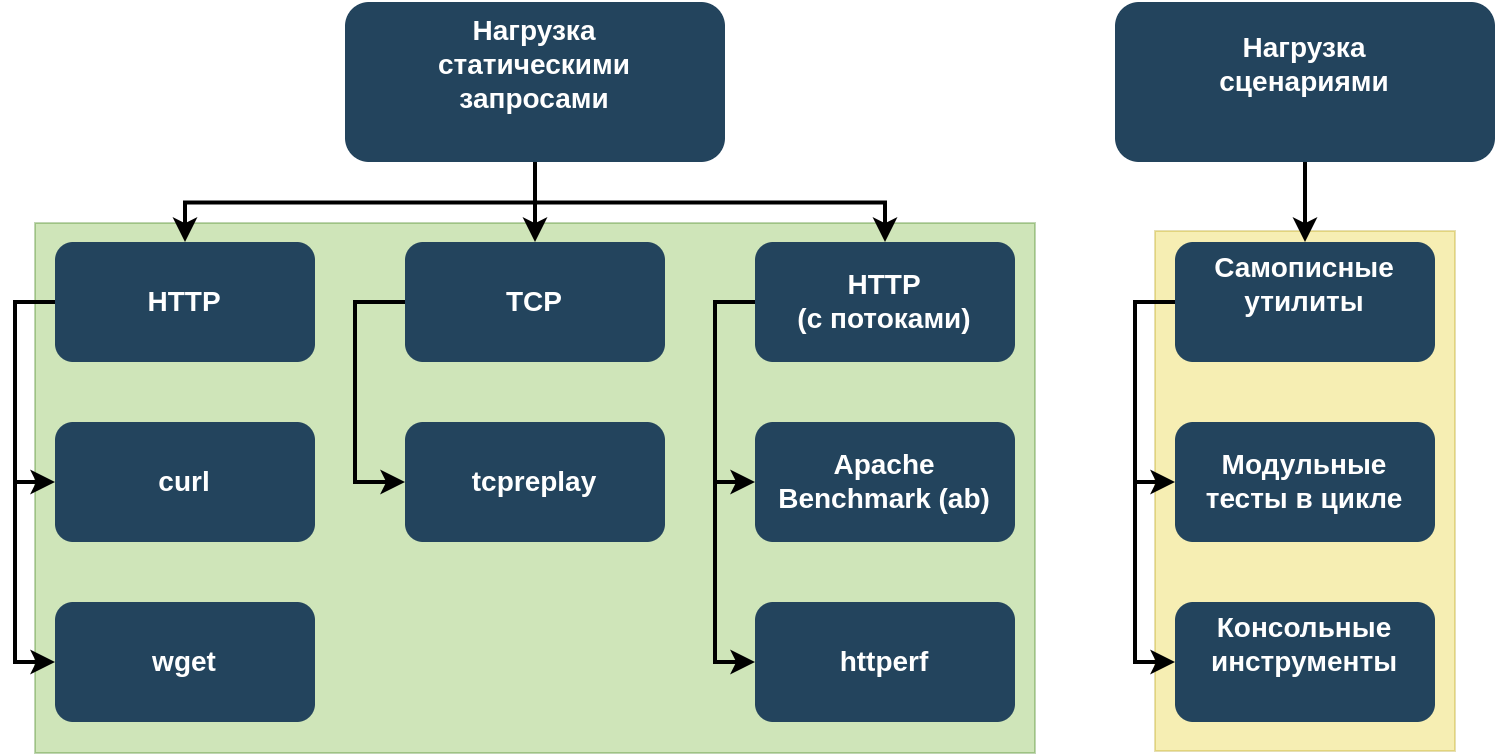 Нагрузка
статическими
запросами
Нагрузка
сценариями
HTTP
TCP
HTTP
(с потоками)
Самописные
утилиты
curl
tcpreplay
Apache
Benchmark (ab)
Модульные
тесты в цикле
wget
httperf
Консольные
инструменты